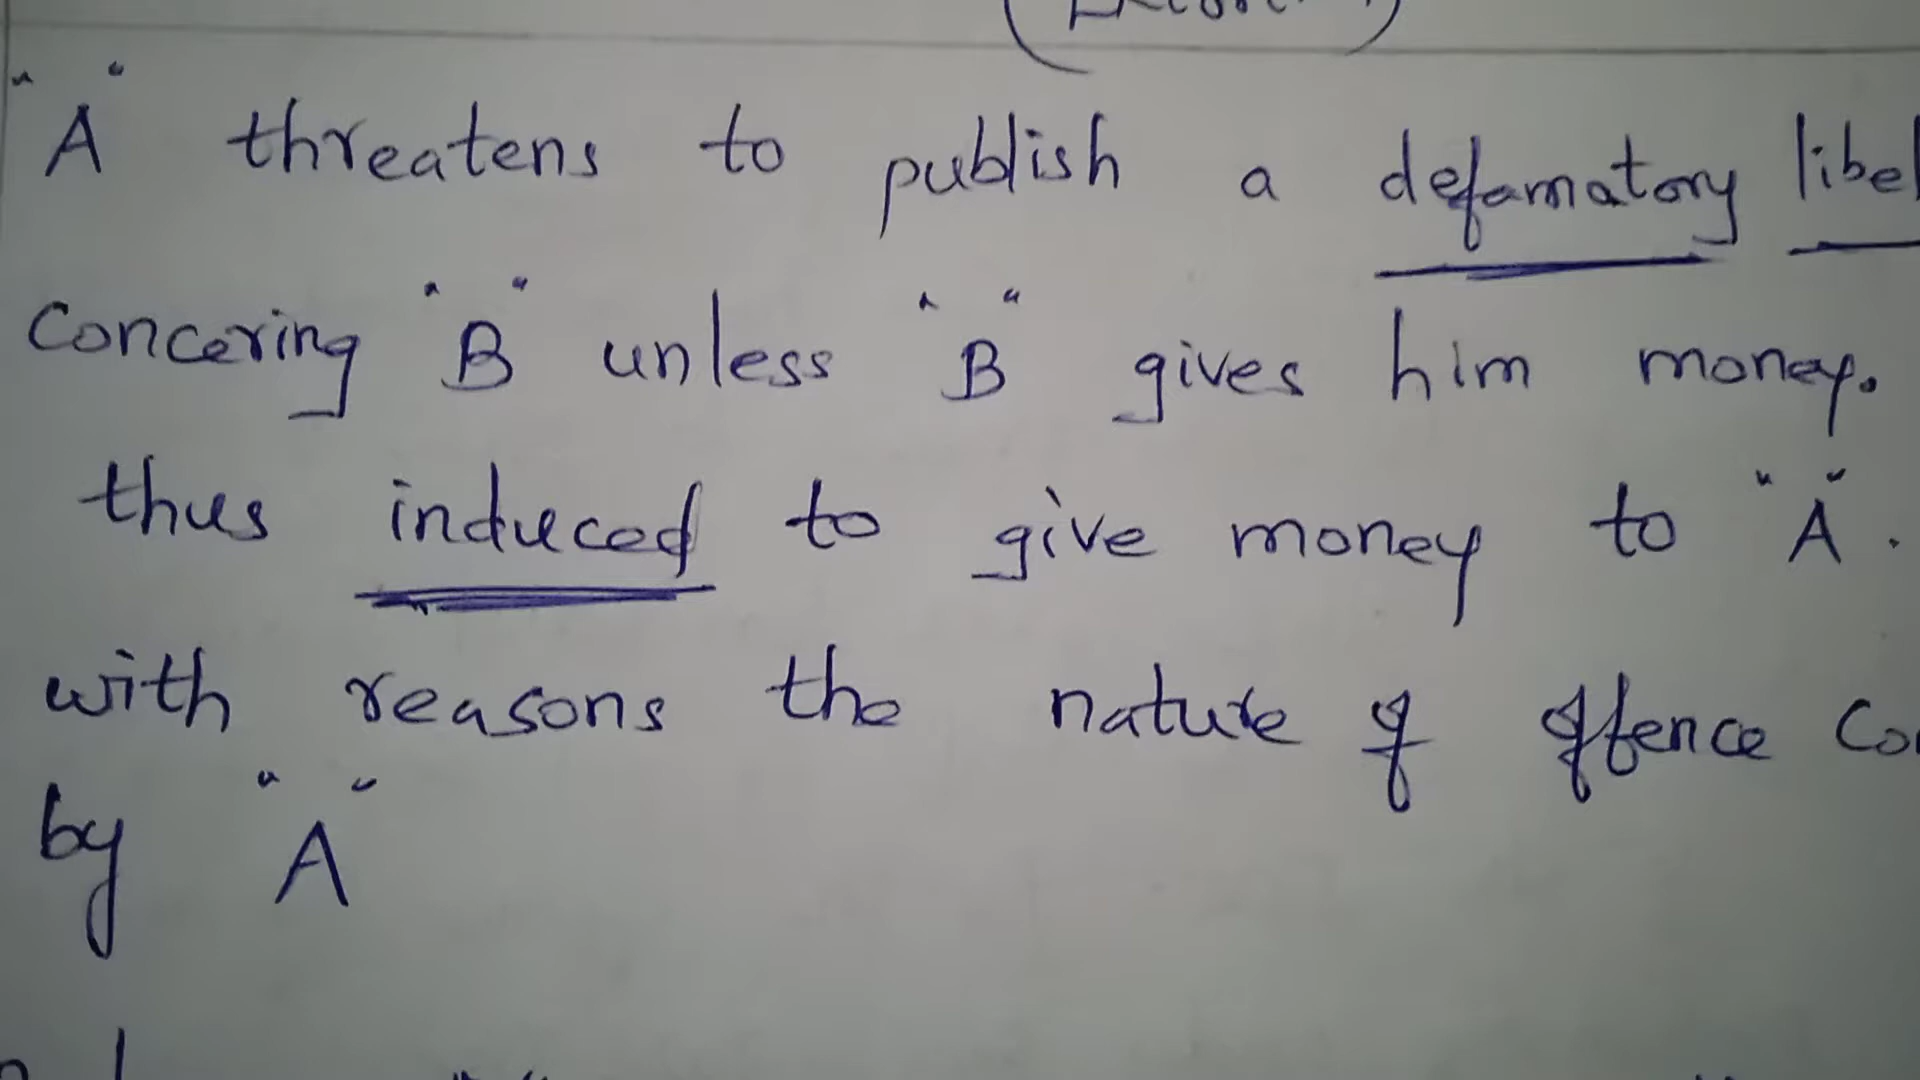 "A" threatens to publish a defamatory libel
concering "B" unless "B" gives him money.
thus induced to give money to "A".
with reasons the nature of offence
by "A"